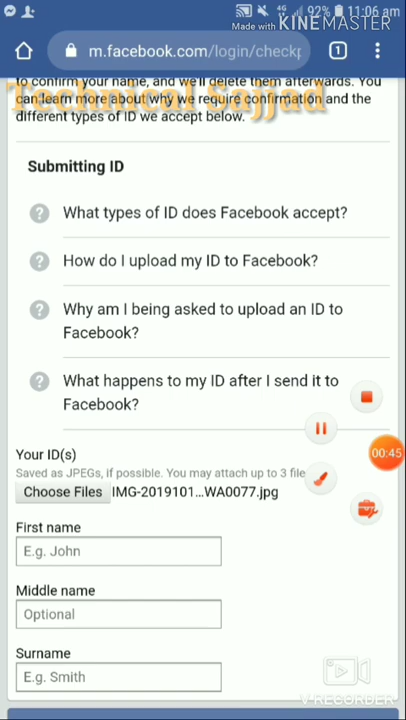 92% 11:06 am
Made with KINEMASTER
m.facebook.com/login/checkp
1
to confirm your name, and we'll delete them afterwards. You
can learn more about why we require confirmation and the
Technical Sajjad
different types of ID we accept below.
Submitting ID
? What types of ID does Facebook accept?
? How do I upload my ID to Facebook?
? Why am I being asked to upload an ID to
Facebook?
? What happens to my ID after I send it to
Facebook?
Your ID(s)
00:45
Saved as JPEGs, if possible. You may attach up to 3 file
Choose Files IMG-2019101...WA0077.jpg
First name
E.g. John
Middle name
Optional
Surname
E.g. Smith
V-RECORDER